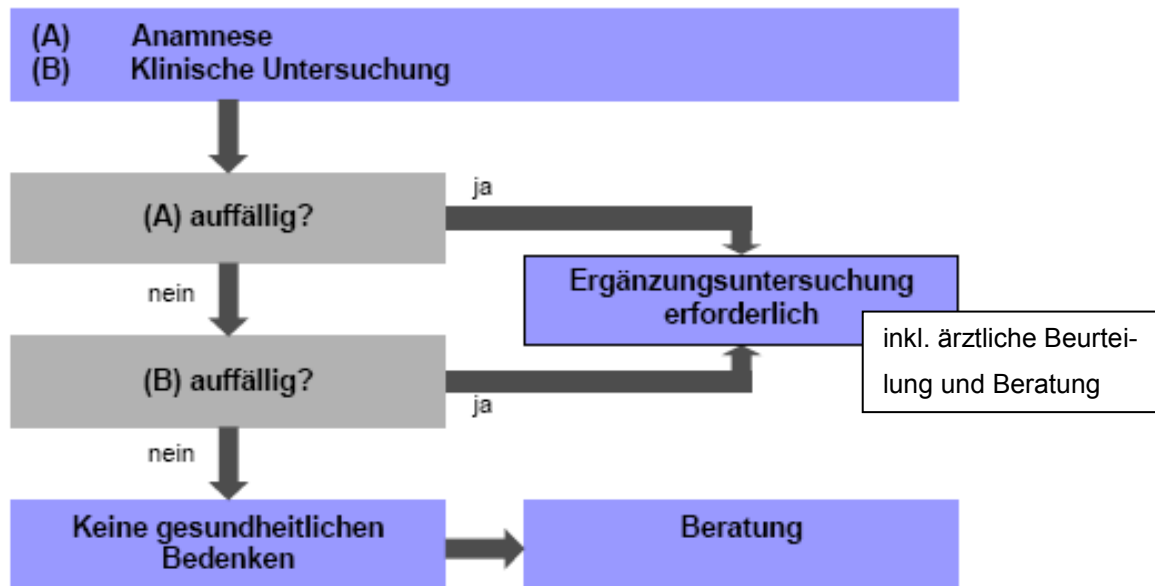 (A) Anamnese
(B) Klinische Untersuchung
(A) auffällig?
ja
nein
Ergänzungsuntersuchung
erforderlich
inkl. ärztliche Beurtei-
lung und Beratung
(B) auffällig?
ja
nein
Keine gesundheitlichen
Bedenken
Beratung